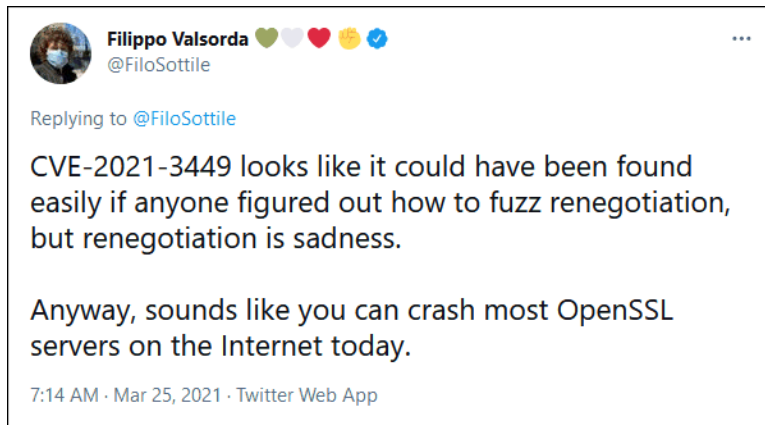 Filippo Valsorda 💚🤍❤️ ✊
@FiloSottile
Replying to @FiloSottile
CVE-2021-3449 looks like it could have been found
easily if anyone figured out how to fuzz renegotiation,
but renegotiation is sadness.
Anyway, sounds like you can crash most OpenSSL
servers on the Internet today.
7:14 AM · Mar 25, 2021 · Twitter Web App